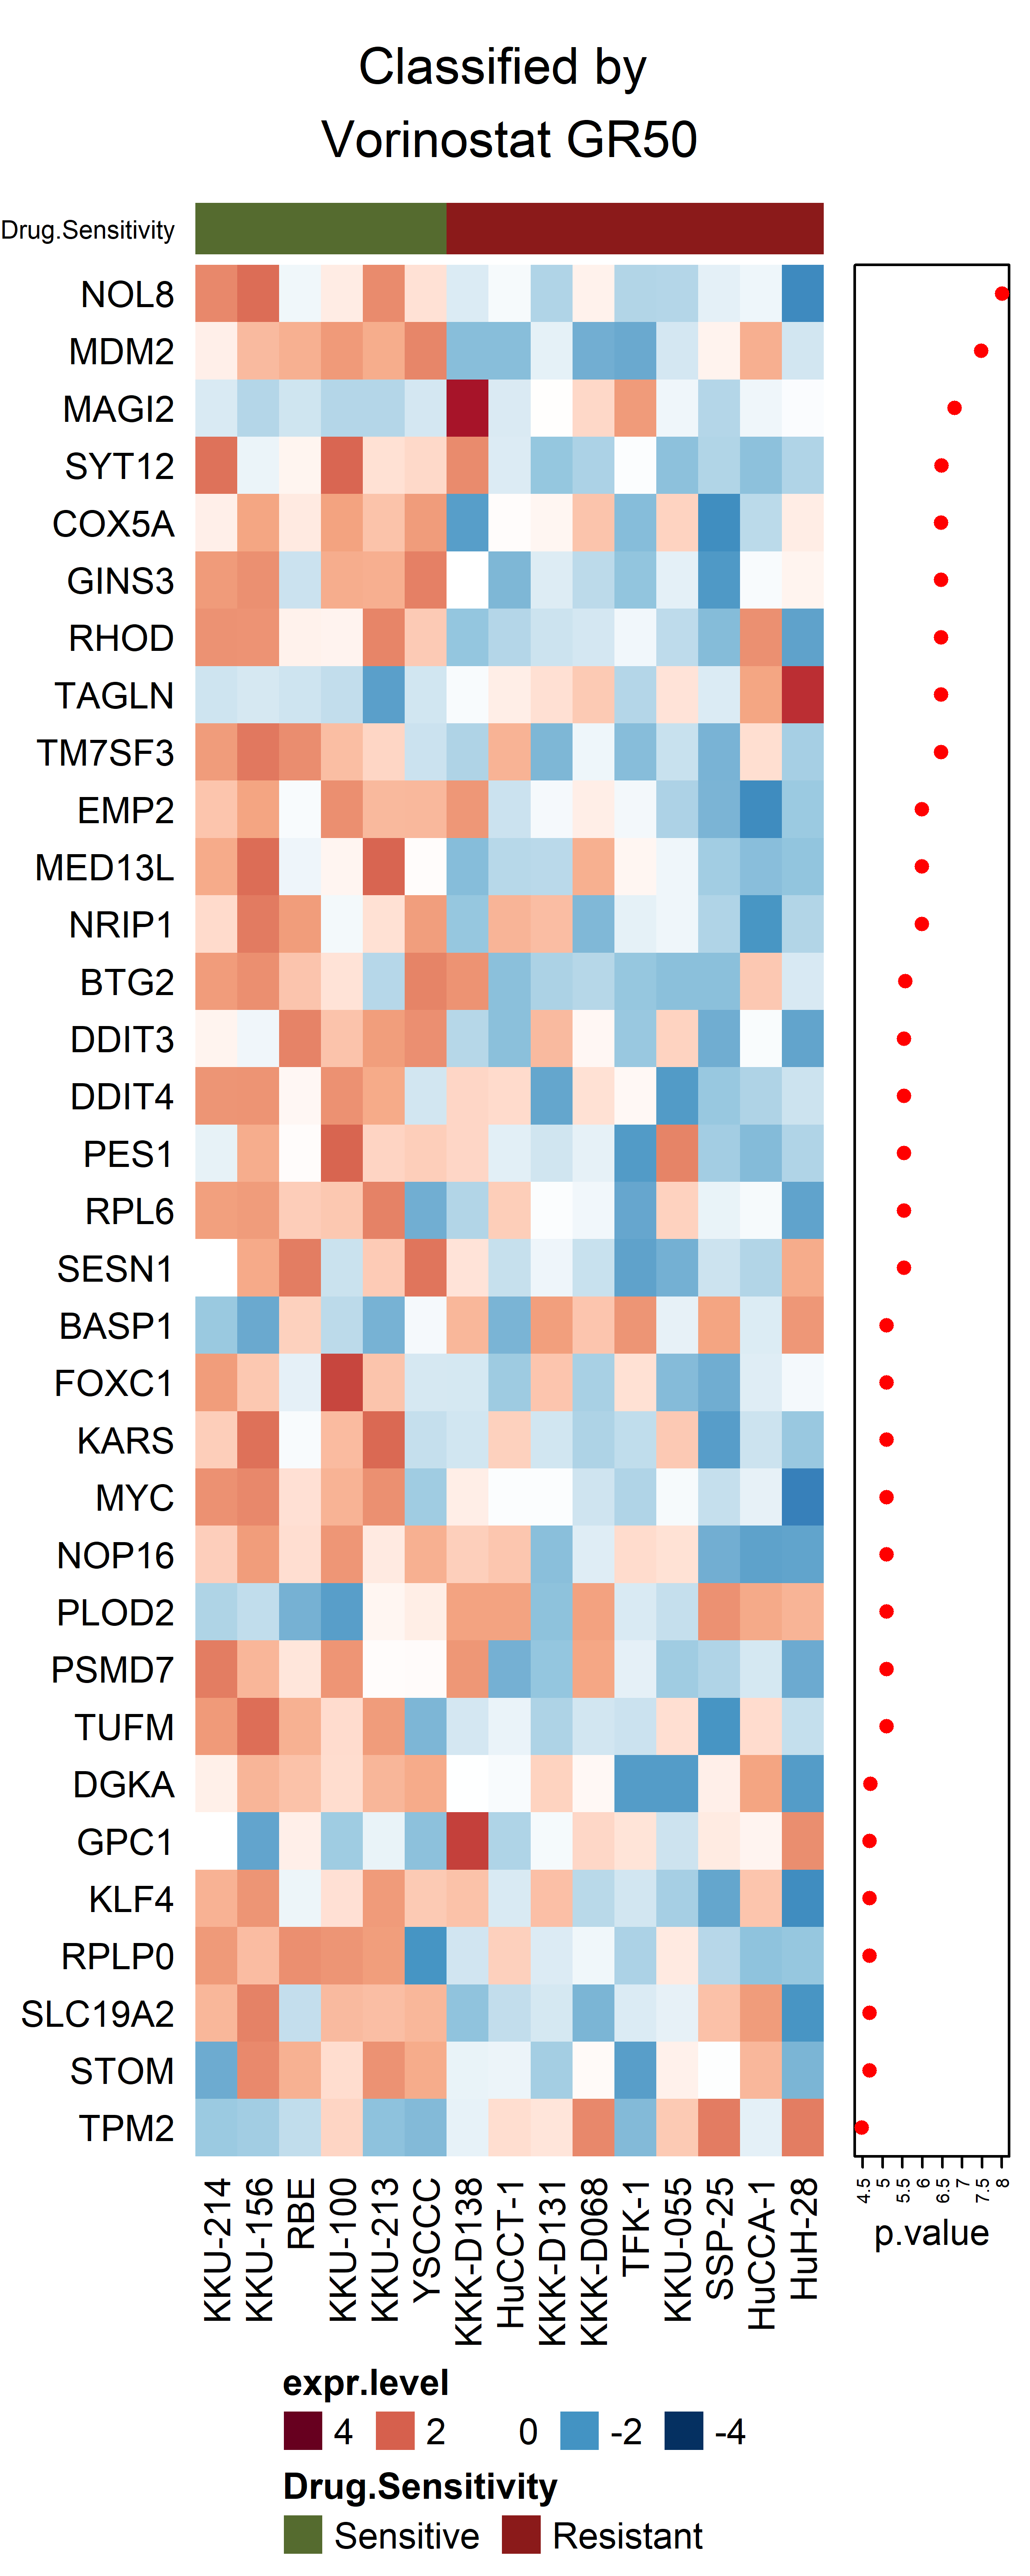 Classified by
Vorinostat GR50
Drug.Sensitivity
NOL8
MDM2
MAGI2
SYT12
COX5A
GINS3
RHOD
TAGLN
TM7SF3
EMP2
MED13L
NRIP1
BTG2
DDIT3
DDIT4
PES1
RPL6
SESN1
BASP1
FOXC1
KARS
MYC
NOP16
PLOD2
PSMD7
TUFM
DGKA
GPC1
KLF4
RPLP0
SLC19A2
STOM
TPM2
KKU-214
KKU-156
RBE
KKU-100
KKU-213
YSCCC
KKK-D138
HuCCT-1
KKK-D131
KKK-D068
TFK-1
KKU-055
SSP-25
HuCCA-1
HuH-28
4.5
5
5.5
6
6.5
7
7.5
8
p.value
expr.level
4 2 0 -2 -4
Drug.Sensitivity
Sensitive Resistant